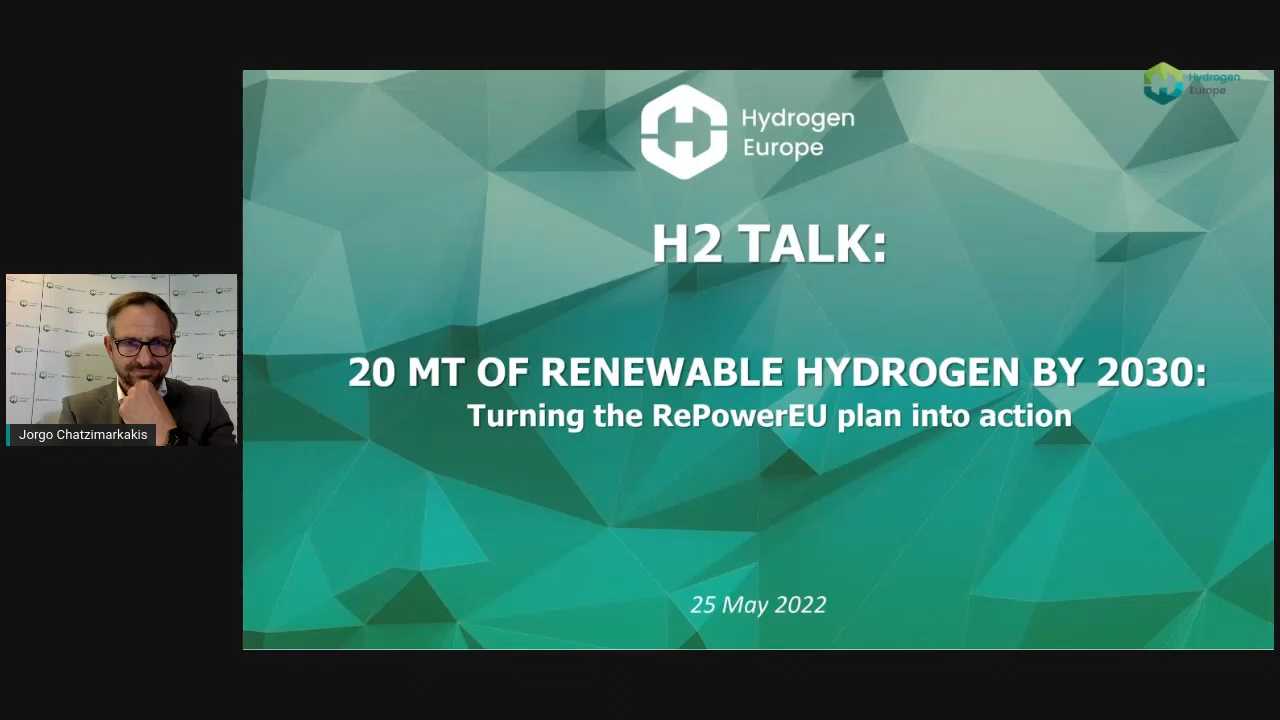 Hydrogen
Europe
Hydrogen
Europe
H2 TALK:
20 MT OF RENEWABLE HYDROGEN BY 2030:
Turning the RePowerEU plan into action
Jorgo Chatzimarkakis
25 May 2022